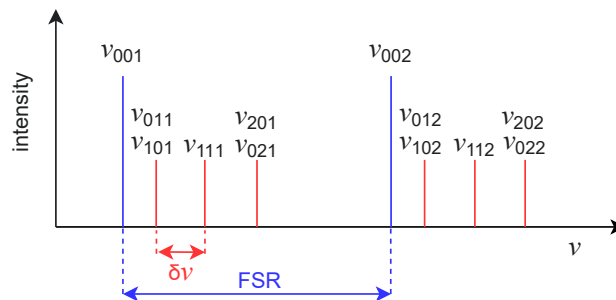 intensity
ν₀₀₁
ν₀₁₁
ν₁₀₁
ν₁₁₁
ν₂₀₁
ν₀₂₁
ν₀₀₂
ν₀₁₂
ν₁₀₂
ν₁₁₂
ν₂₀₂
ν₀₂₂
δν
FSR
ν